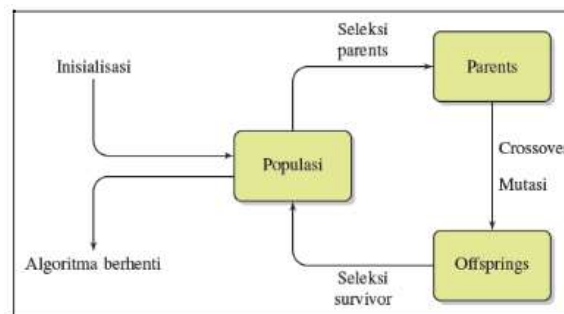 Seleksi
parents
Inisialisasi
Parents
Populasi
Crossover
Mutasi
Algoritma berhenti
Seleksi
survivor
Offsprings